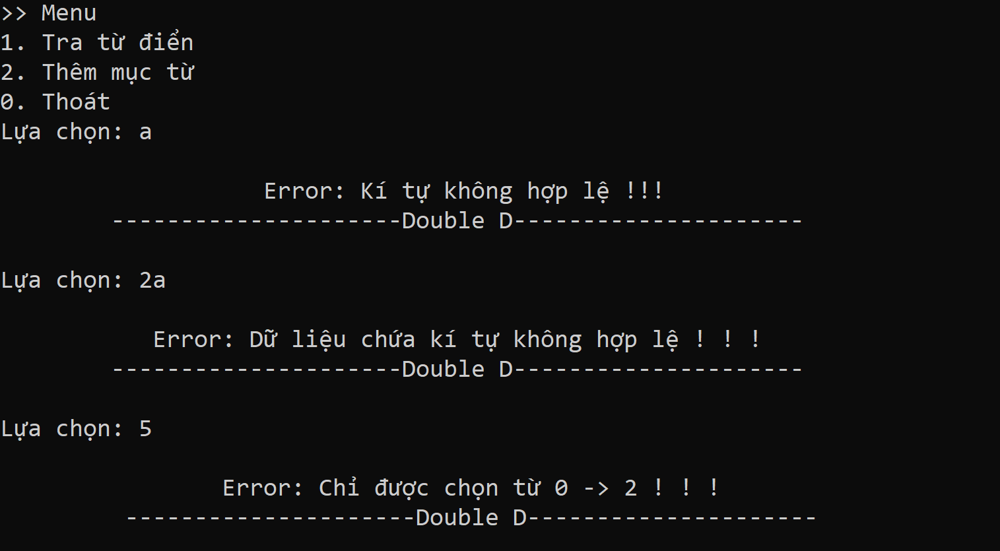 >> Menu
1. Tra từ điển
2. Thêm mục từ
0. Thoát
Lựa chọn: a
Error: Kí tự không hợp lệ !!!
---------------------Double D---------------------
Lựa chọn: 2a
Error: Dữ liệu chứa kí tự không hợp lệ ! ! !
---------------------Double D---------------------
Lựa chọn: 5
Error: Chỉ được chọn từ 0 -> 2 ! ! !
---------------------Double D---------------------